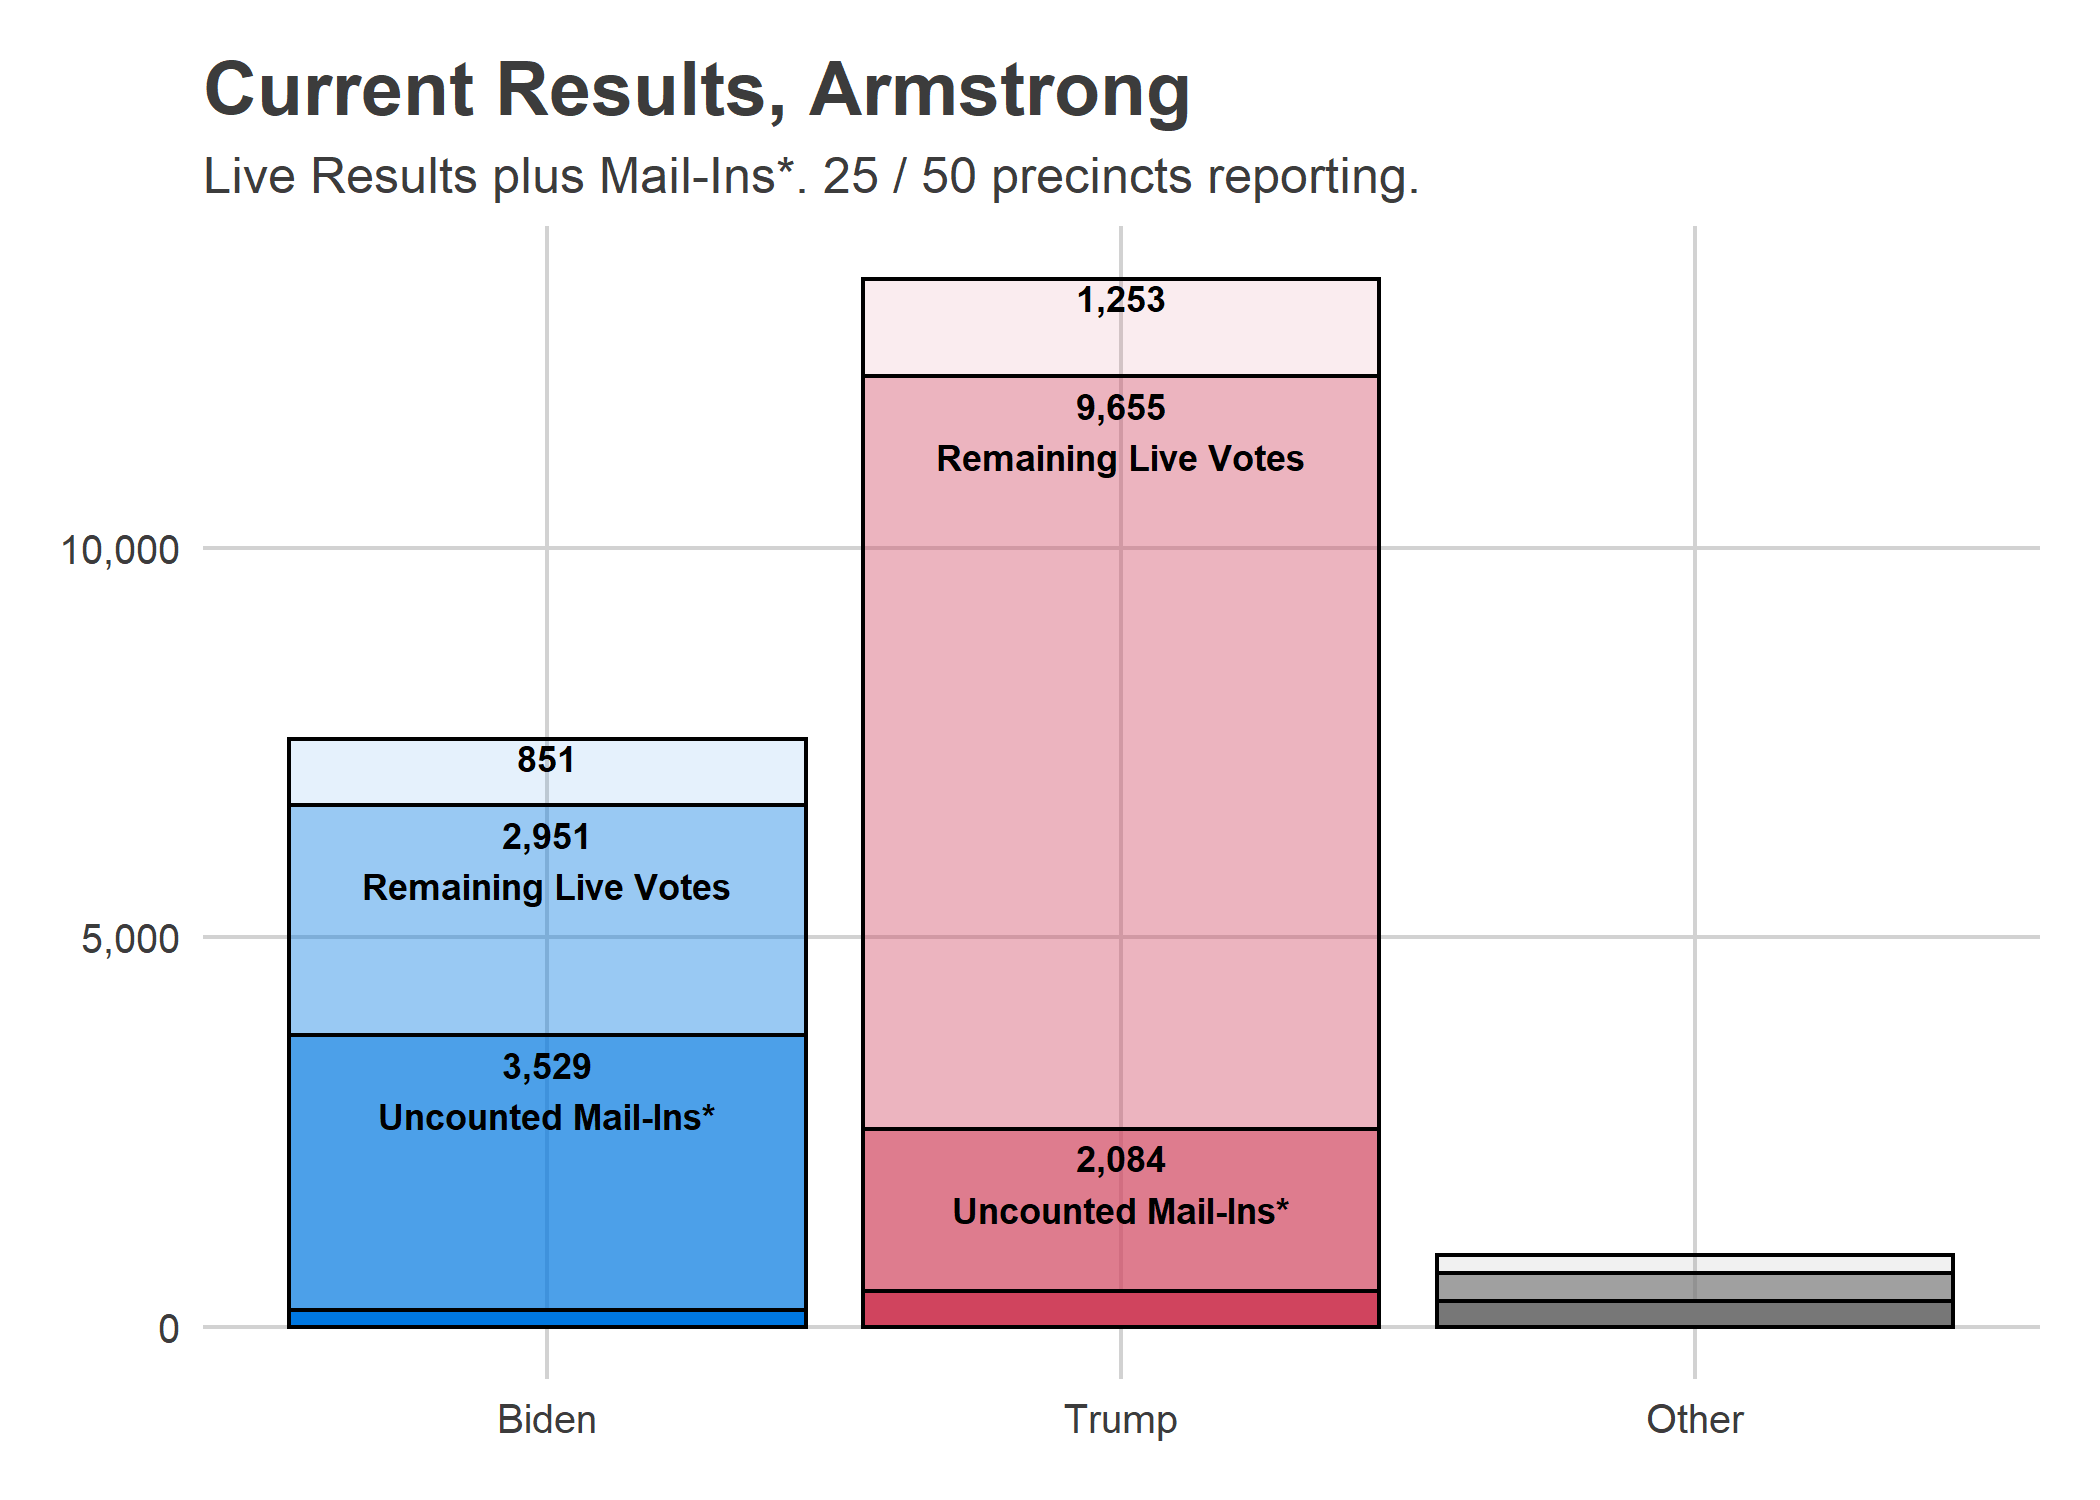 Current Results, Armstrong
Live Results plus Mail-Ins*. 25 / 50 precincts reporting.
1,253
9,655
Remaining Live Votes
10,000
851
2,951
Remaining Live Votes
5,000
3,529
Uncounted Mail-Ins*
2,084
Uncounted Mail-Ins*
0
Biden
Trump
Other